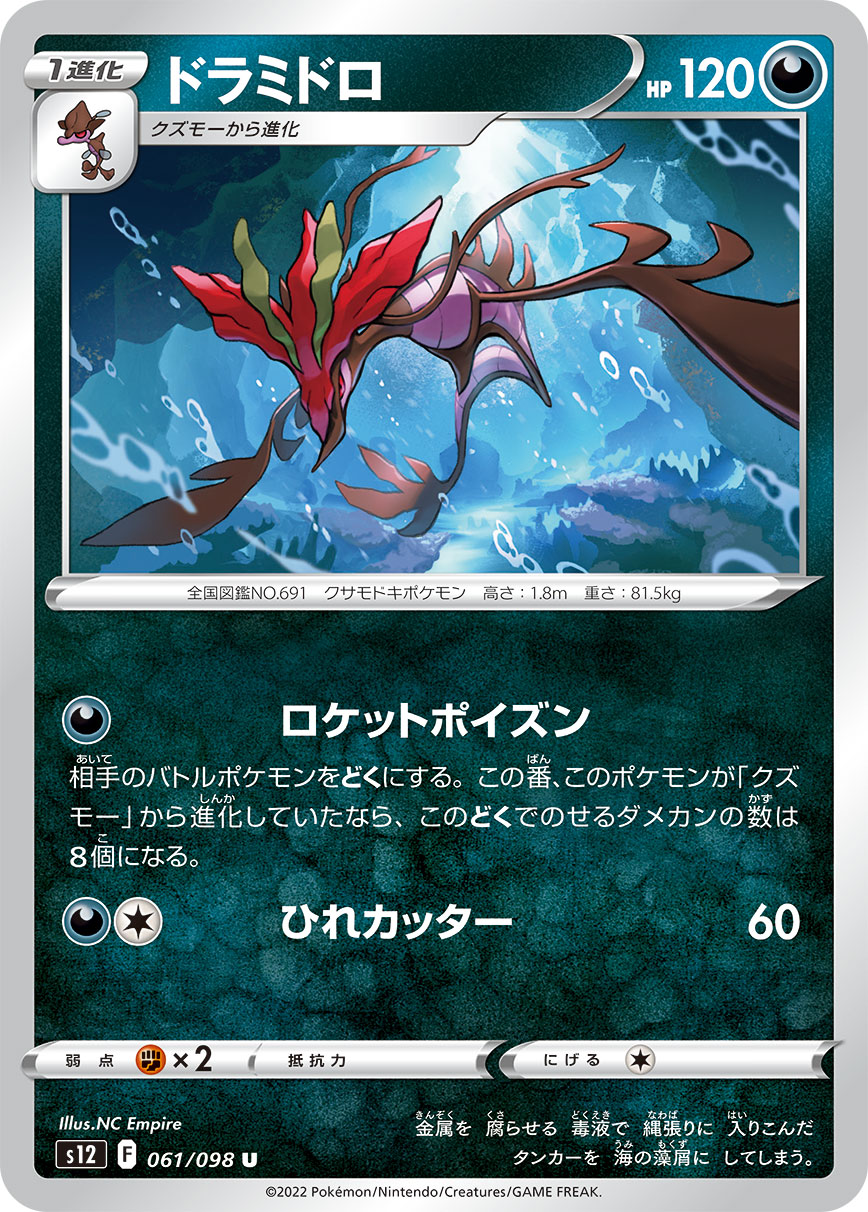 1進化
ドラミドロ
HP 120
クズモーから進化
全国図鑑NO.691 クサモドキポケモン 高さ:1.8m 重さ:81.5kg
ロケットポイズン
相手のバトルポケモンをどくにする。この番、このポケモンが「クズ
モー」から進化していたなら、このどくでのせるダメカンの数は
8個になる。
ひれカッター 60
弱点 ×2 抵抗力 にげる
Illus.NC Empire
金属を 腐らせる 毒液で 縄張りに 入りこんだ
タンカーを 海の藻屑に してしまう。
s12 F 061/098 U
©2022 Pokémon/Nintendo/Creatures/GAME FREAK.